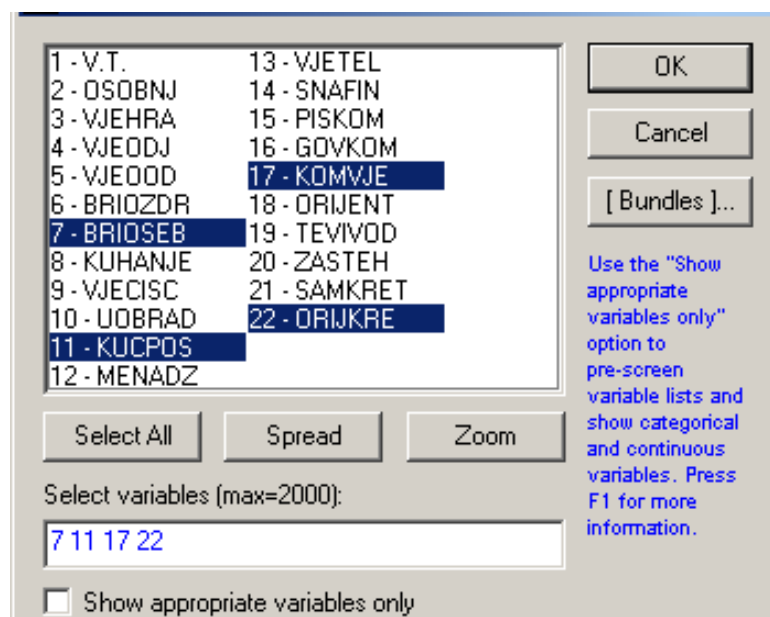 1 - V.T.
2 - OSOBNJ
3 - VJEHRA
4 - VJEODJ
5 - VJEOOD
6 - BRIOZDR
7 - BRIOSEB
8 - KUHANJE
9 - VJECISC
10 - UOBRAD
11 - KUCPOS
12 - MENADZ
13 - VJETEL
14 - SNAFIN
15 - PISKOM
16 - GOVKOM
17 - KOMVJE
18 - ORIJENT
19 - TEVIVOD
20 - ZASTEH
21 - SAMKRET
22 - ORIJKRE
OK
Cancel
[ Bundles ]...
Use the "Show
appropriate
variables only"
option to
pre-screen
variable lists and
show categorical
and continuous
variables. Press
F1 for more
information.
Select All
Spread
Zoom
Select variables (max=2000):
7 11 17 22
Show appropriate variables only